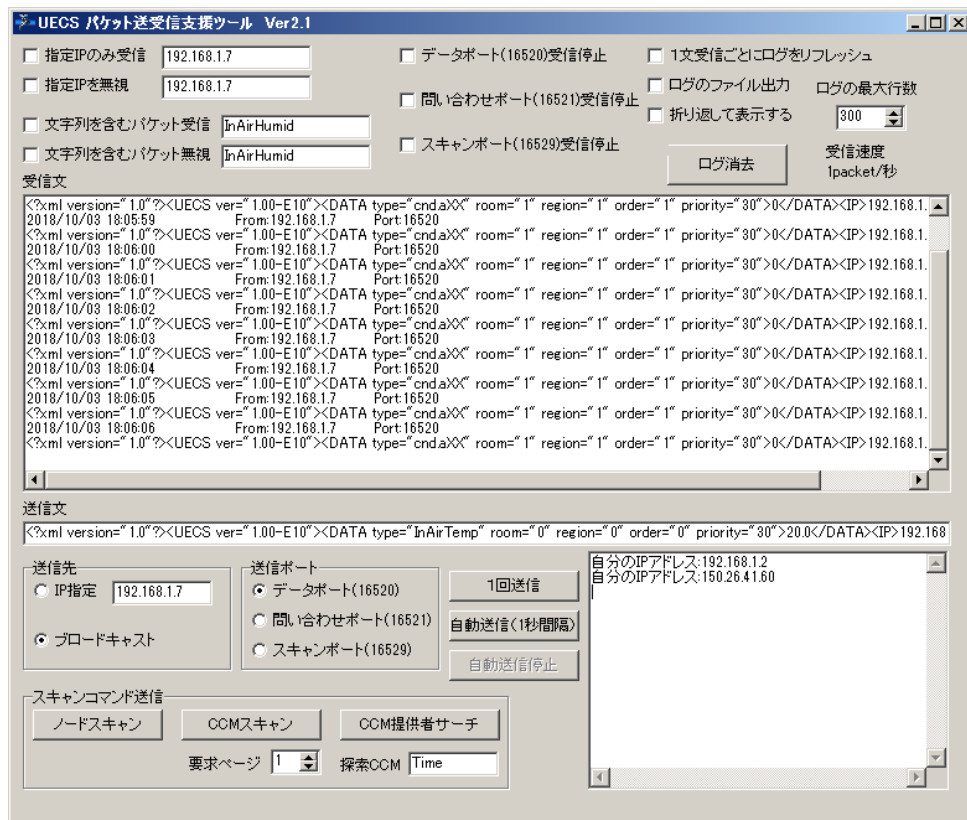 UECS パケット送受信支援ツール Ver2.1
指定IPのみ受信 192.168.1.7
指定IPを無視 192.168.1.7
文字列を含むパケット受信 InAirHumid
文字列を含むパケット無視 InAirHumid
データポート(16520)受信停止
問い合わせポート(16521)受信停止
スキャンポート(16529)受信停止
1文受信ごとにログをリフレッシュ
ログのファイル出力
折り返して表示する
ログの最大行数
300
ログ消去
受信速度
1packet/秒
受信文
<?xml version="1.0"?><UECS ver="1.00-E10"><DATA type="cnd.aXX" room="1" region="1" order="1" priority="30">0</DATA><IP>192.168.1.
2018/10/03 18:05:59 From:192.168.1.7 Port:16520
<?xml version="1.0"?><UECS ver="1.00-E10"><DATA type="cnd.aXX" room="1" region="1" order="1" priority="30">0</DATA><IP>192.168.1.
2018/10/03 18:06:00 From:192.168.1.7 Port:16520
<?xml version="1.0"?><UECS ver="1.00-E10"><DATA type="cnd.aXX" room="1" region="1" order="1" priority="30">0</DATA><IP>192.168.1.
2018/10/03 18:06:01 From:192.168.1.7 Port:16520
<?xml version="1.0"?><UECS ver="1.00-E10"><DATA type="cnd.aXX" room="1" region="1" order="1" priority="30">0</DATA><IP>192.168.1.
2018/10/03 18:06:02 From:192.168.1.7 Port:16520
<?xml version="1.0"?><UECS ver="1.00-E10"><DATA type="cnd.aXX" room="1" region="1" order="1" priority="30">0</DATA><IP>192.168.1.
2018/10/03 18:06:03 From:192.168.1.7 Port:16520
<?xml version="1.0"?><UECS ver="1.00-E10"><DATA type="cnd.aXX" room="1" region="1" order="1" priority="30">0</DATA><IP>192.168.1.
2018/10/03 18:06:04 From:192.168.1.7 Port:16520
<?xml version="1.0"?><UECS ver="1.00-E10"><DATA type="cnd.aXX" room="1" region="1" order="1" priority="30">0</DATA><IP>192.168.1.
2018/10/03 18:06:05 From:192.168.1.7 Port:16520
<?xml version="1.0"?><UECS ver="1.00-E10"><DATA type="cnd.aXX" room="1" region="1" order="1" priority="30">0</DATA><IP>192.168.1.
2018/10/03 18:06:06 From:192.168.1.7 Port:16520
<?xml version="1.0"?><UECS ver="1.00-E10"><DATA type="cnd.aXX" room="1" region="1" order="1" priority="30">0</DATA><IP>192.168.1.
送信文
<?xml version="1.0"?><UECS ver="1.00-E10"><DATA type="InAirTemp" room="0" region="0" order="0" priority="30">20.0</DATA><IP>192.168
送信先
IP指定 192.168.1.7
ブロードキャスト
送信ポート
データポート(16520)
問い合わせポート(16521)
スキャンポート(16529)
1回送信
自動送信(1秒間隔)
自動送信停止
自分のIPアドレス:192.168.1.2
自分のIPアドレス:150.26.41.60
スキャンコマンド送信
ノードスキャン CCMスキャン CCM提供者サーチ
要求ページ 1 探索CCM Time